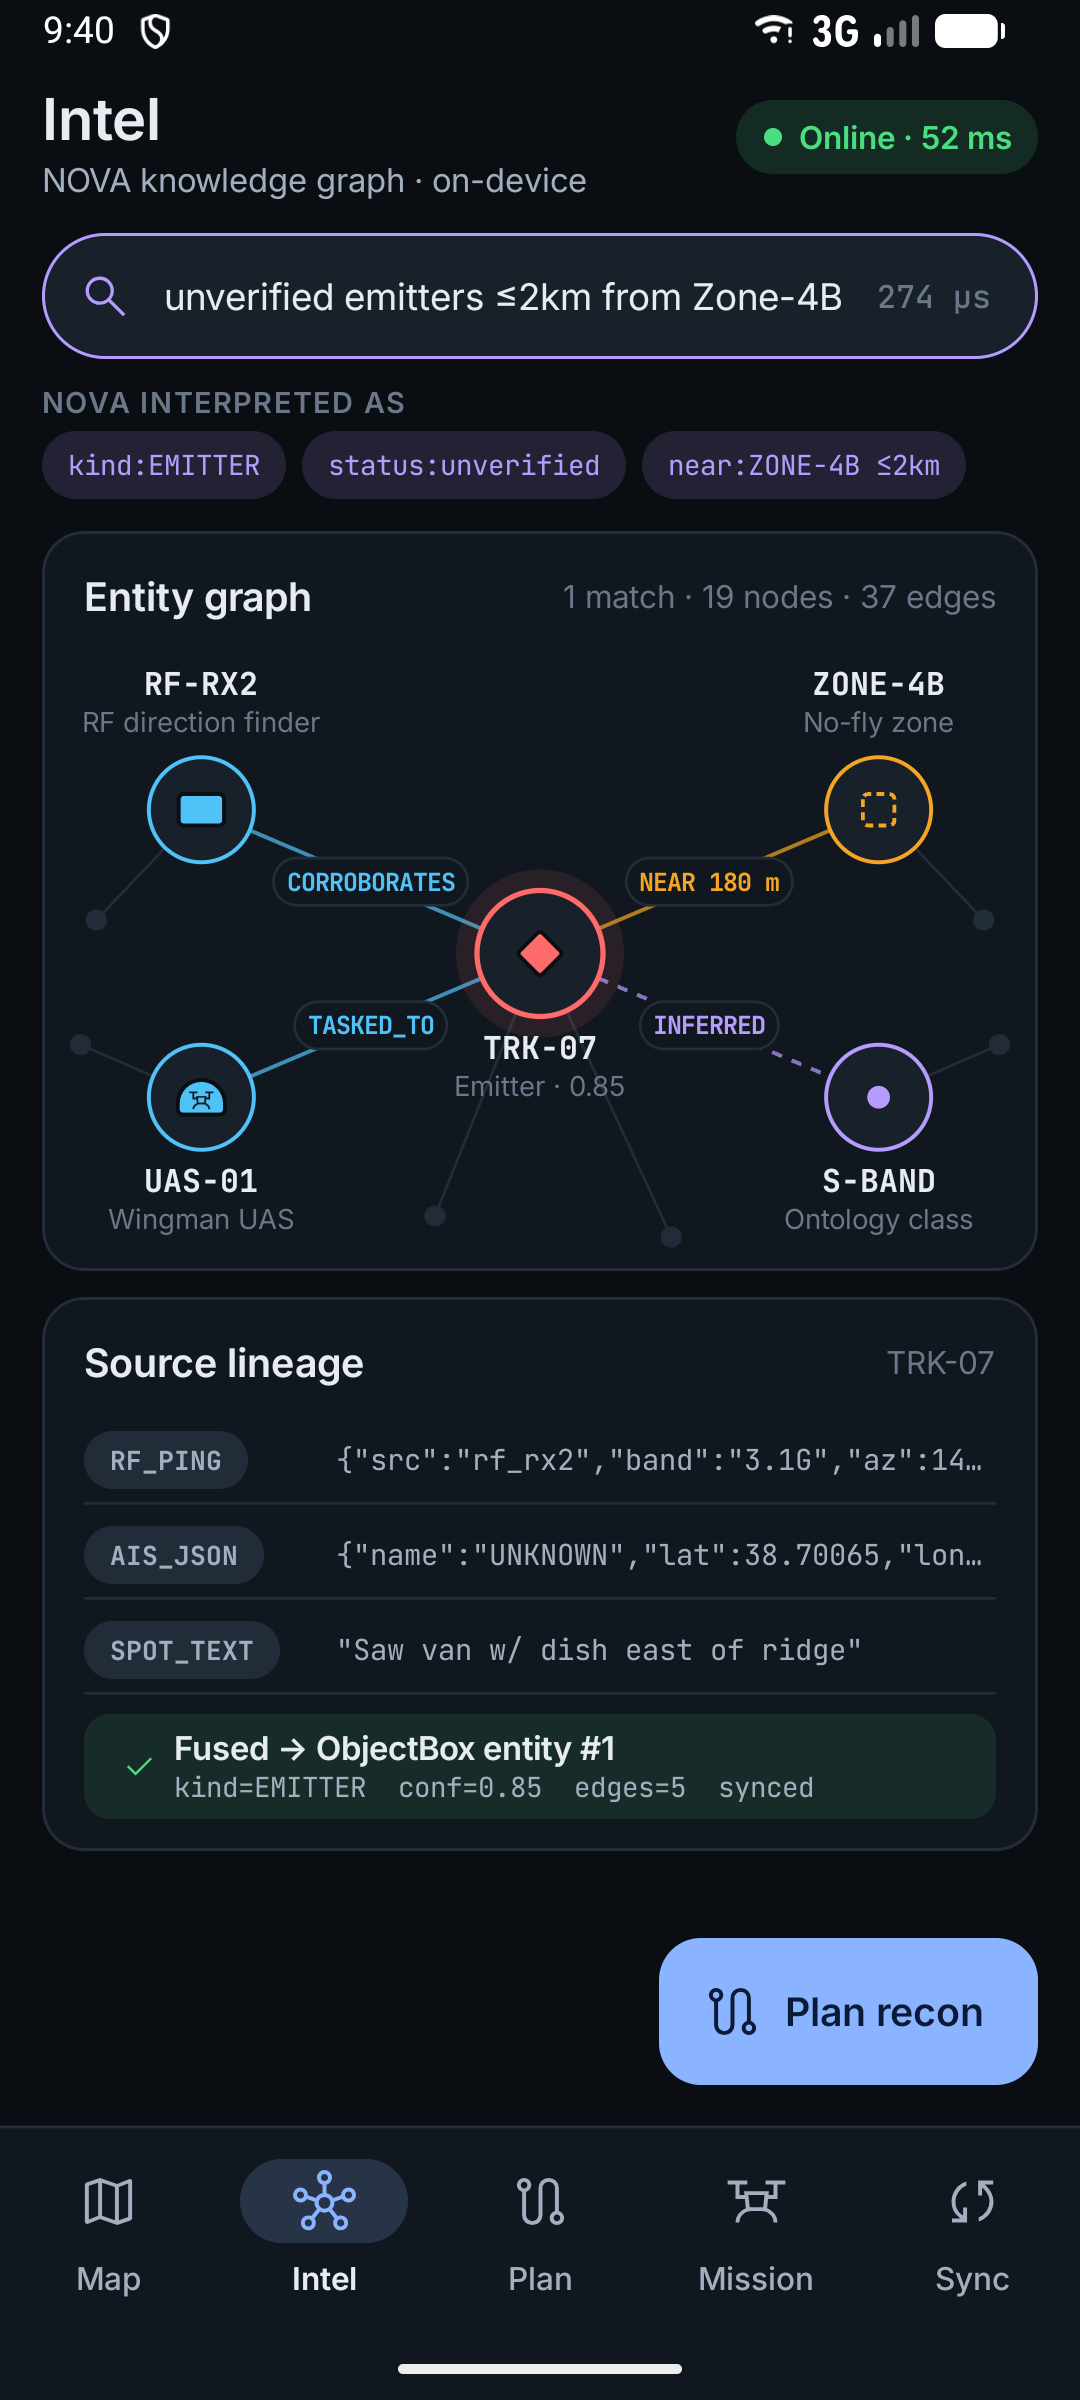 9:40
3G
Intel
Online · 52 ms
NOVA knowledge graph · on-device
unverified emitters ≤2km from Zone-4B 274 µs
NOVA INTERPRETED AS
kind:EMITTER status:unverified near:ZONE-4B ≤2km
Entity graph 1 match · 19 nodes · 37 edges
RF-RX2
RF direction finder
ZONE-4B
No-fly zone
CORROBORATES
NEAR 180 m
TASKED_TO
INFERRED
TRK-07
Emitter · 0.85
UAS-01
Wingman UAS
S-BAND
Ontology class
Source lineage TRK-07
RF_PING {"src":"rf_rx2","band":"3.1G","az":14…
AIS_JSON {"name":"UNKNOWN","lat":38.70065,"lon…
SPOT_TEXT "Saw van w/ dish east of ridge"
Fused → ObjectBox entity #1
kind=EMITTER conf=0.85 edges=5 synced
Plan recon
Map Intel Plan Mission Sync